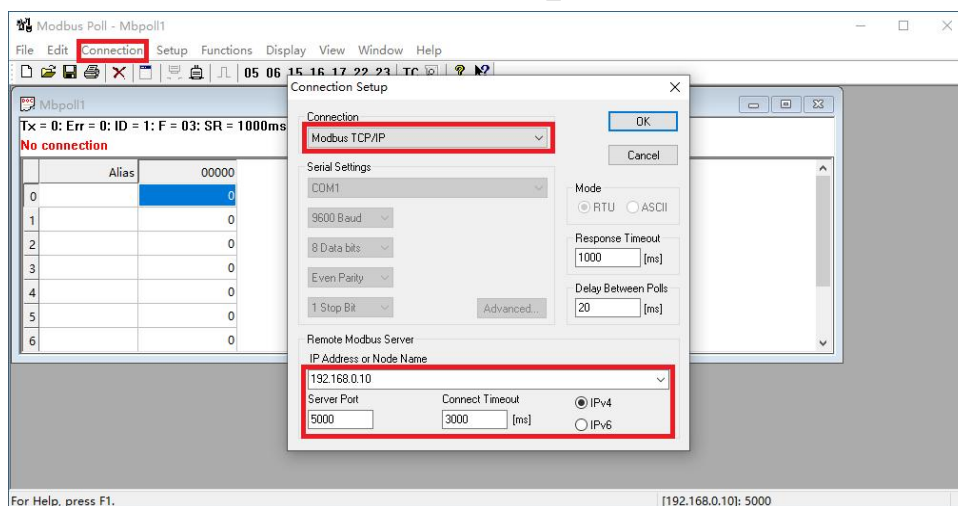 Modbus Poll - Mbpoll1
File Edit Connection Setup Functions Display View Window Help
05 06 15 16 17 22 23 TC
Mbpoll1
Tx = 0: Err = 0: ID = 1: F = 03: SR = 1000ms
No connection
Alias 00000
0 0
1 0
2 0
3 0
4 0
5 0
6 0
Connection Setup
Connection
Modbus TCP/IP
OK
Cancel
Serial Settings
COM1
9600 Baud
8 Data bits
Even Parity
1 Stop Bit
Advanced...
Mode
RTU ASCII
Response Timeout
1000 [ms]
Delay Between Polls
20 [ms]
Remote Modbus Server
IP Address or Node Name
192.168.0.10
Server Port Connect Timeout
5000 3000 [ms]
IPv4
IPv6
For Help, press F1.
[192.168.0.10]: 5000